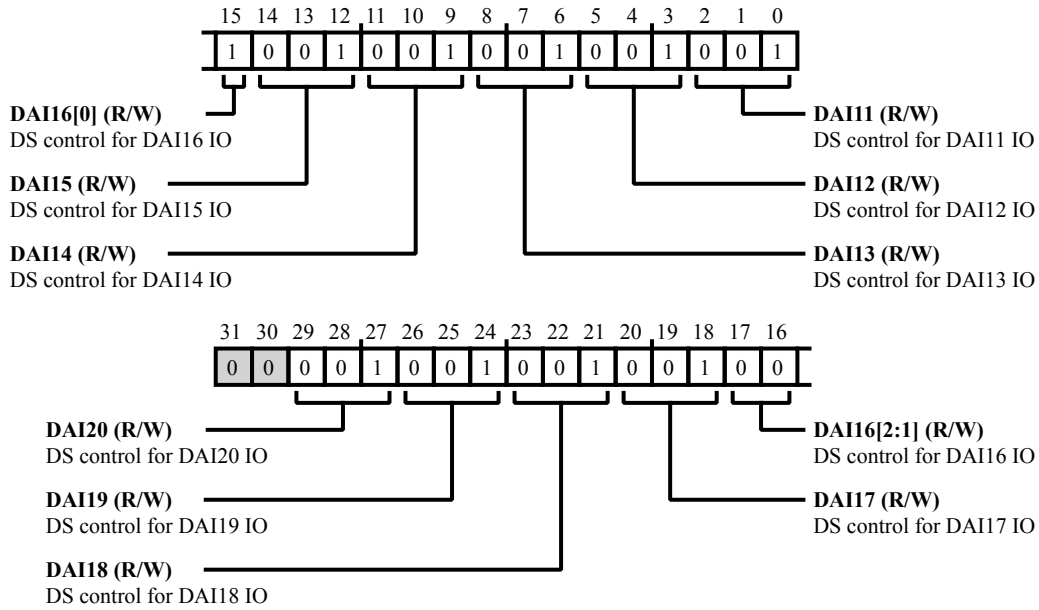 15 14 13 12 11 10 9 8 7 6 5 4 3 2 1 0
1 0 0 1 0 0 1 0 0 1 0 0 1 0 0 1
DAI16[0] (R/W)
DS control for DAI16 IO
DAI11 (R/W)
DS control for DAI11 IO
DAI15 (R/W)
DS control for DAI15 IO
DAI12 (R/W)
DS control for DAI12 IO
DAI14 (R/W)
DS control for DAI14 IO
DAI13 (R/W)
DS control for DAI13 IO
31 30 29 28 27 26 25 24 23 22 21 20 19 18 17 16
0 0 0 0 1 0 0 1 0 0 1 0 0 1 0 0
DAI20 (R/W)
DS control for DAI20 IO
DAI16[2:1] (R/W)
DS control for DAI16 IO
DAI19 (R/W)
DS control for DAI19 IO
DAI17 (R/W)
DS control for DAI17 IO
DAI18 (R/W)
DS control for DAI18 IO